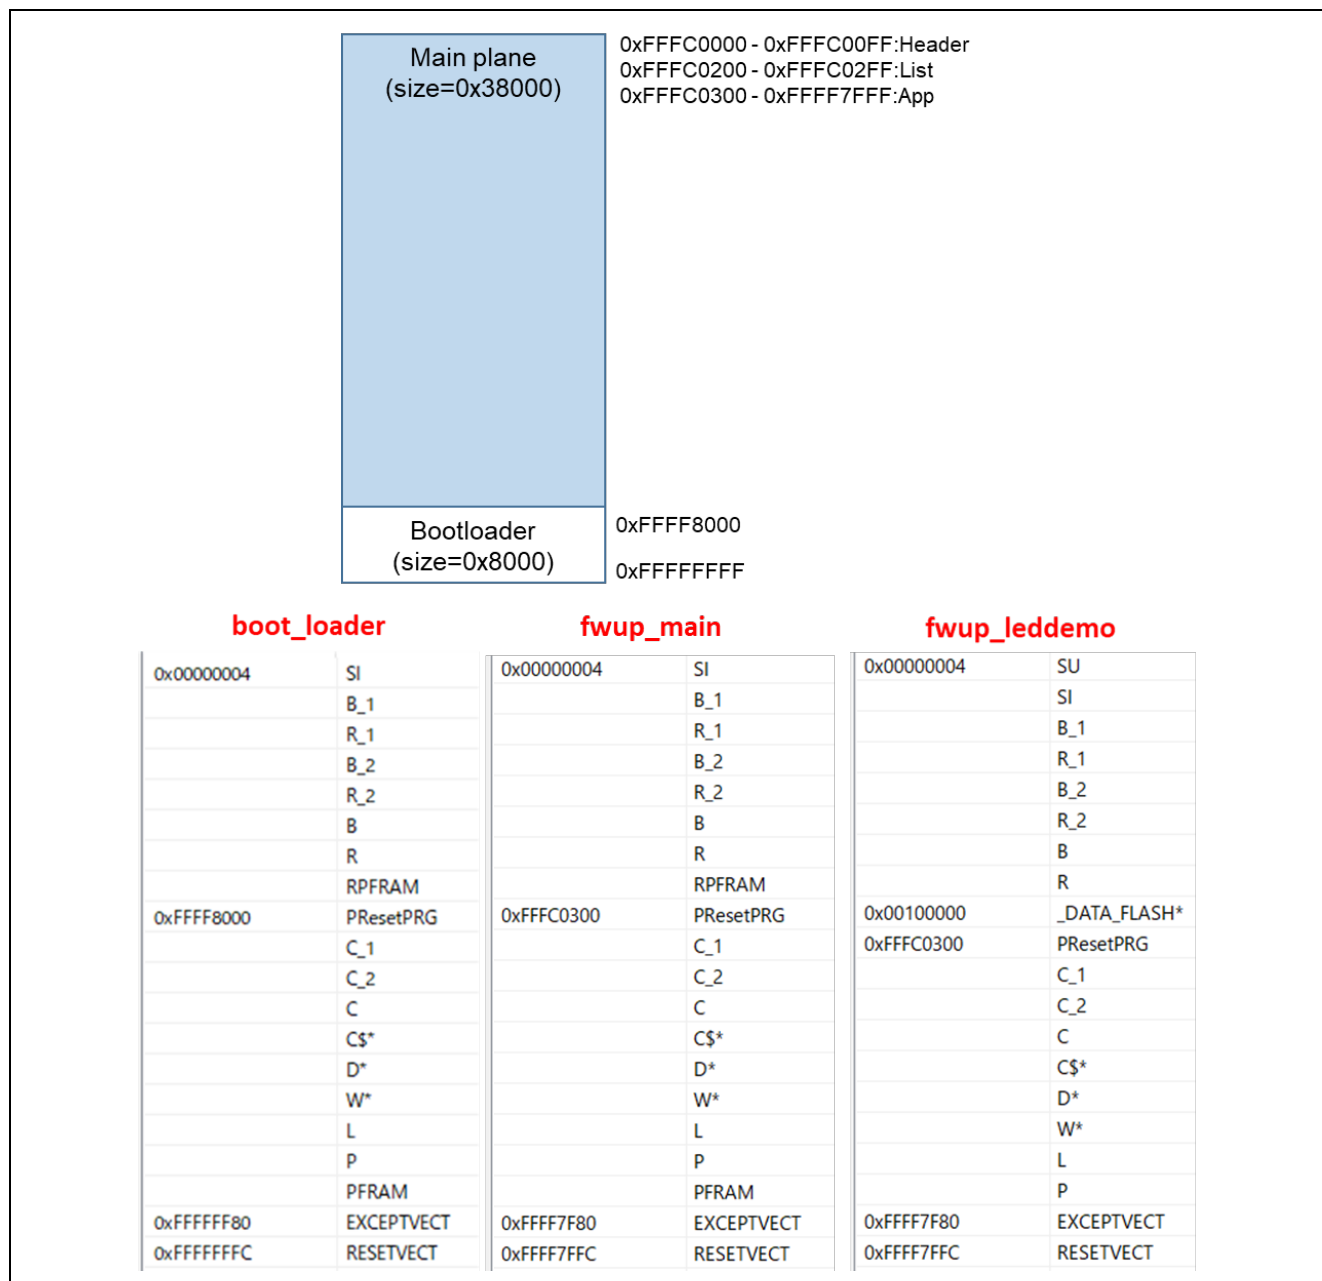 Main plane
(size=0x38000)
0xFFFC0000 - 0xFFFC00FF:Header
0xFFFC0200 - 0xFFFC02FF:List
0xFFFC0300 - 0xFFFF7FFF:App
Bootloader
(size=0x8000)
0xFFFF8000
0xFFFFFFFF
boot_loader
0x00000004 SI
B_1
R_1
B_2
R_2
B
R
RPFRAM
0xFFFF8000 PResetPRG
C_1
C_2
C
C$*
D*
W*
L
P
PFRAM
0xFFFFFF80 EXCEPTVECT
0xFFFFFFFC RESETVECT
fwup_main
0x00000004 SI
B_1
R_1
B_2
R_2
B
R
RPFRAM
0xFFFC0300 PResetPRG
C_1
C_2
C
C$*
D*
W*
L
P
PFRAM
0xFFFF7F80 EXCEPTVECT
0xFFFF7FFC RESETVECT
fwup_leddemo
0x00000004 SU
SI
B_1
R_1
B_2
R_2
B
R
0x00100000 _DATA_FLASH*
0xFFFC0300 PResetPRG
C_1
C_2
C
C$*
D*
W*
L
P
0xFFFF7F80 EXCEPTVECT
0xFFFF7FFC RESETVECT